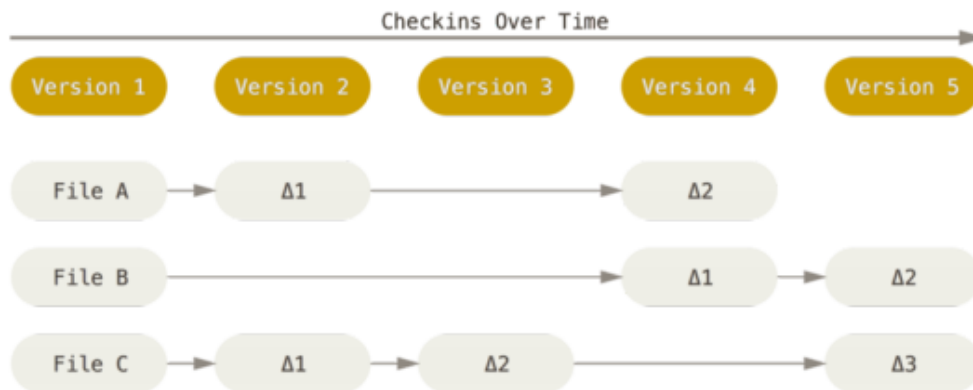 Checkins Over Time
Version 1 Version 2 Version 3 Version 4 Version 5
File A Δ1 Δ2
File B Δ1 Δ2
File C Δ1 Δ2 Δ3